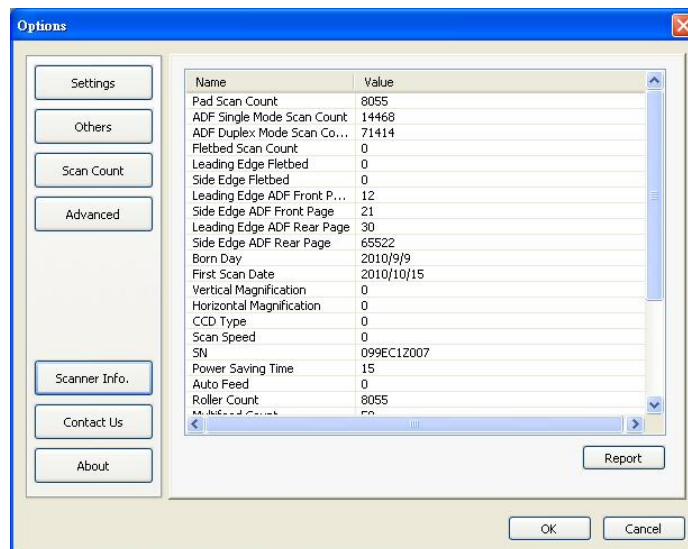 Options
Settings
Others
Scan Count
Advanced
Scanner Info.
Contact Us
About
Name Value
Pad Scan Count 8055
ADF Single Mode Scan Count 14468
ADF Duplex Mode Scan Co... 71414
Fletbed Scan Count 0
Leading Edge Fletbed 0
Side Edge Fletbed 0
Leading Edge ADF Front P... 12
Side Edge ADF Front Page 21
Leading Edge ADF Rear Page 30
Side Edge ADF Rear Page 65522
Born Day 2010/9/9
First Scan Date 2010/10/15
Vertical Magnification 0
Horizontal Magnification 0
CCD Type 0
Scan Speed 0
SN 099EC1Z007
Power Saving Time 15
Auto Feed 0
Roller Count 8055
Multifeed Count
Report
OK Cancel